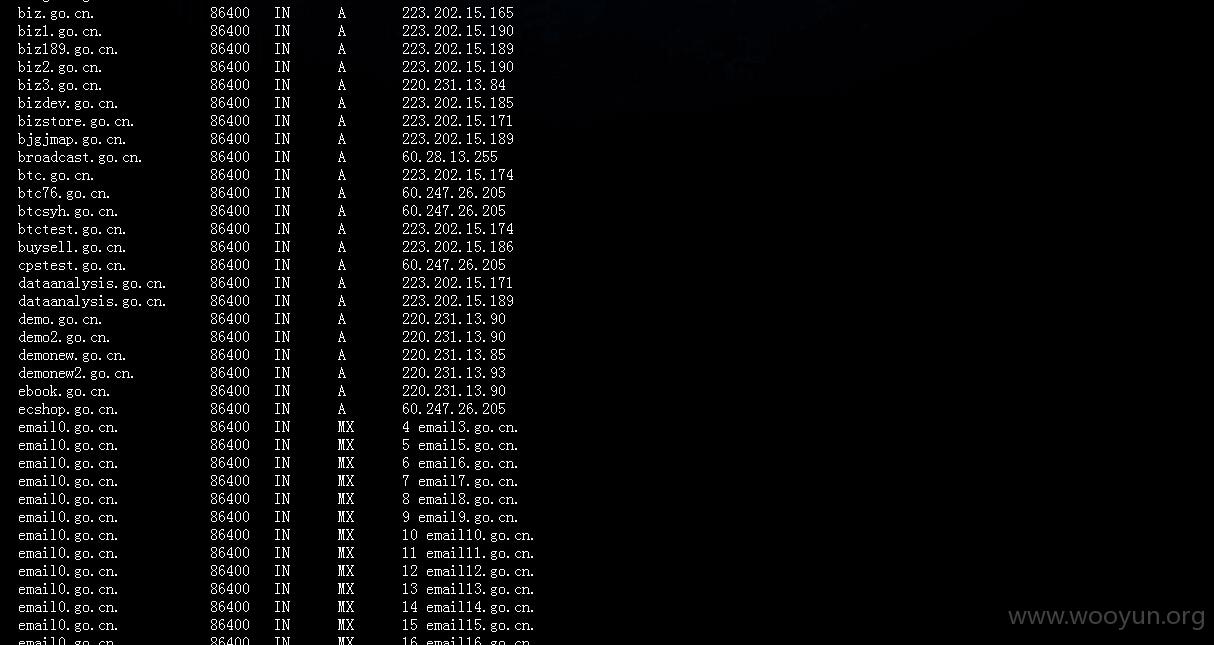 biz.go.cn. 86400 IN A 223.202.15.165
biz1.go.cn. 86400 IN A 223.202.15.190
biz189.go.cn. 86400 IN A 223.202.15.189
biz2.go.cn. 86400 IN A 223.202.15.190
biz3.go.cn. 86400 IN A 220.231.13.84
bizdev.go.cn. 86400 IN A 223.202.15.185
bizstore.go.cn. 86400 IN A 223.202.15.171
bjgjmap.go.cn. 86400 IN A 223.202.15.189
broadcast.go.cn. 86400 IN A 60.28.13.255
btc.go.cn. 86400 IN A 223.202.15.174
btc76.go.cn. 86400 IN A 60.247.26.205
btcsyh.go.cn. 86400 IN A 60.247.26.205
btctest.go.cn. 86400 IN A 223.202.15.174
buysell.go.cn. 86400 IN A 223.202.15.186
cpstest.go.cn. 86400 IN A 60.247.26.205
dataanalysis.go.cn. 86400 IN A 223.202.15.171
dataanalysis.go.cn. 86400 IN A 223.202.15.189
demo.go.cn. 86400 IN A 220.231.13.90
demo2.go.cn. 86400 IN A 220.231.13.90
demonew.go.cn. 86400 IN A 220.231.13.85
demonew2.go.cn. 86400 IN A 220.231.13.93
ebook.go.cn. 86400 IN A 220.231.13.90
ecshop.go.cn. 86400 IN A 60.247.26.205
email0.go.cn. 86400 IN MX 4 email3.go.cn.
email0.go.cn. 86400 IN MX 5 email5.go.cn.
email0.go.cn. 86400 IN MX 6 email6.go.cn.
email0.go.cn. 86400 IN MX 7 email7.go.cn.
email0.go.cn. 86400 IN MX 8 email8.go.cn.
email0.go.cn. 86400 IN MX 9 email9.go.cn.
email0.go.cn. 86400 IN MX 10 email10.go.cn.
email0.go.cn. 86400 IN MX 11 email11.go.cn.
email0.go.cn. 86400 IN MX 12 email12.go.cn.
email0.go.cn. 86400 IN MX 13 email13.go.cn.
email0.go.cn. 86400 IN MX 14 email14.go.cn.
email0.go.cn. 86400 IN MX 15 email15.go.cn.
email0.go.cn. 86400 IN MX 16 email16.go.cn.
www.wooyun.org